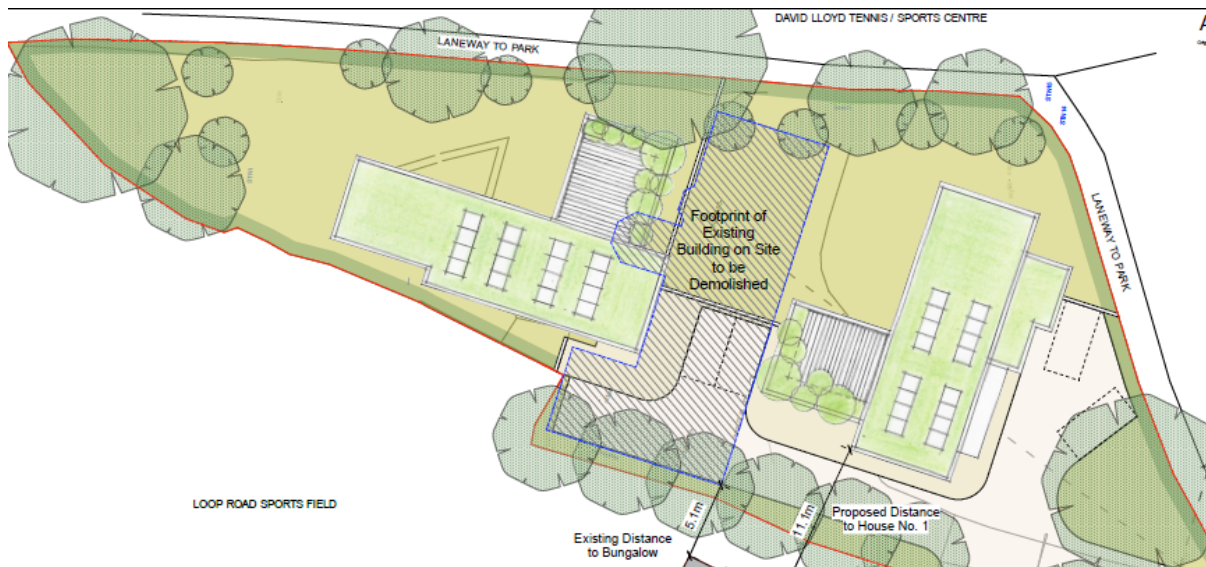 DAVID LLOYD TENNIS / SPORTS CENTRE
A
LANEWAY TO PARK
LANEWAY TO PARK
Footprint of
Existing
Building on Site
to be
Demolished
LOOP ROAD SPORTS FIELD
5.1m
11.1m
Existing Distance
to Bungalow
Proposed Distance
to House No. 1